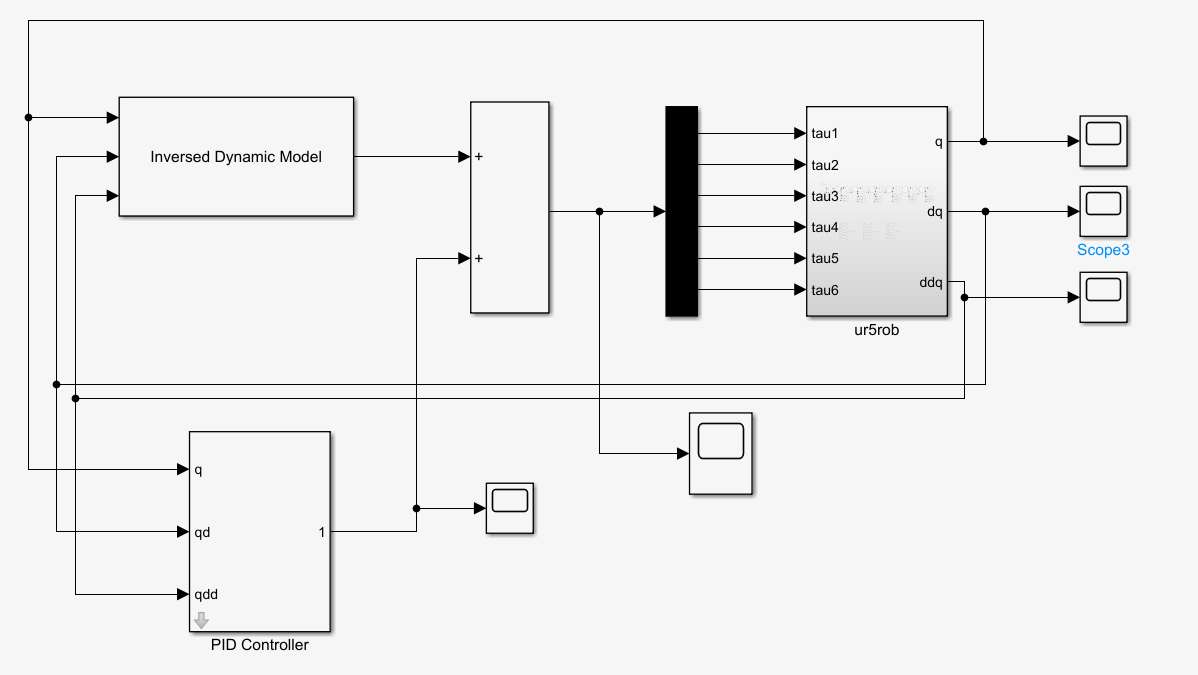 Inversed Dynamic Model
+
+
tau1
tau2
tau3
tau4
tau5
tau6
q
dq
ddq
ur5rob
Scope3
q
qd
qdd
1
PID Controller